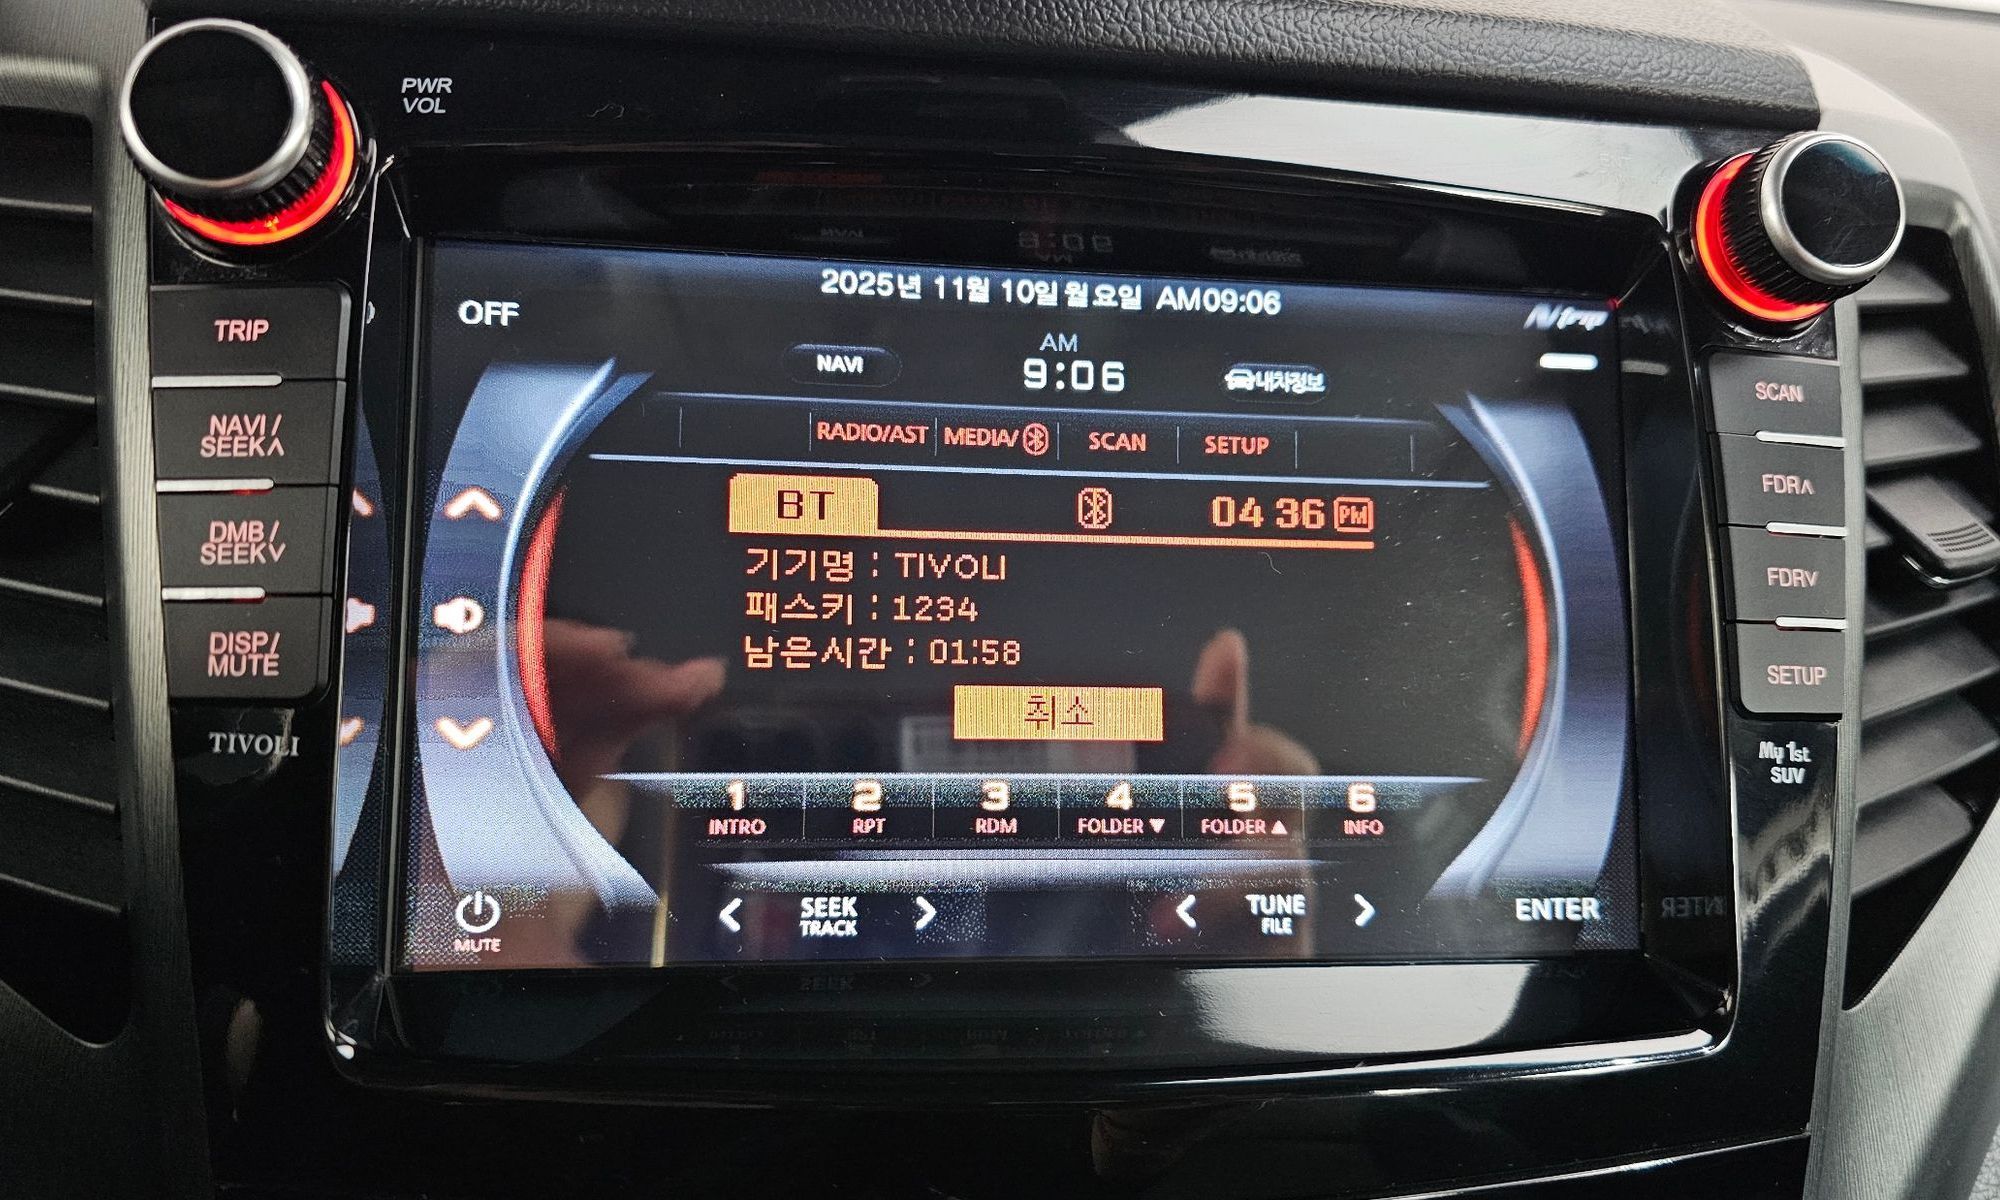 PWR
VOL
2025년 11월 10일 월요일 AM09:06
OFF
Ntrip
AM
NAVI
9:06
내차정보
TRIP
NAVI/
SEEK∧
DMB/
SEEK∨
DISP/
MUTE
TIVOLI
RADIO/AST
MEDIA/
SCAN
SETUP
BT
04 36 PM
기기명 : TIVOLI
패스키 : 1234
남은시간 : 01:58
취소
1 2 3 4 5 6
INTRO RPT RDM FOLDER▼ FOLDER▲ INFO
MUTE
< SEEK >
TRACK
< TUNE >
FILE
ENTER
SCAN
FDR∧
FDR∨
SETUP
My 1st
SUV